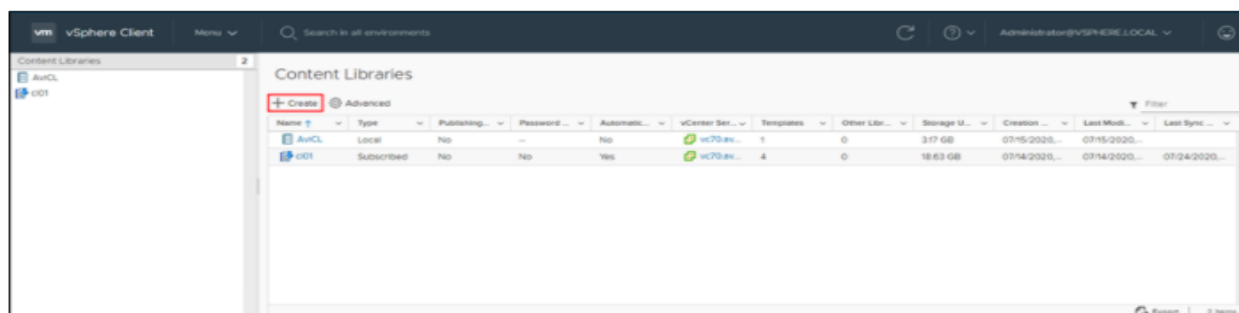 vm vSphere Client Menu Search in all environments Administrator@VSPHERE.LOCAL
Content Libraries 2
AviCL
cl01
Content Libraries
+ Create Advanced
Filter
Name Type Publishing... Password ... Automatic... vCenter Ser... Templates Other Libr... Storage U... Creation ... Last Modi... Last Sync ...
AviCL Local No -- No vc70.av... 1 0 3.17 GB 07/15/2020,... 07/15/2020,...
cl01 Subscribed No No Yes vc70.av... 4 0 18.63 GB 07/14/2020,... 07/14/2020,... 07/24/2020,...
Export 2 items